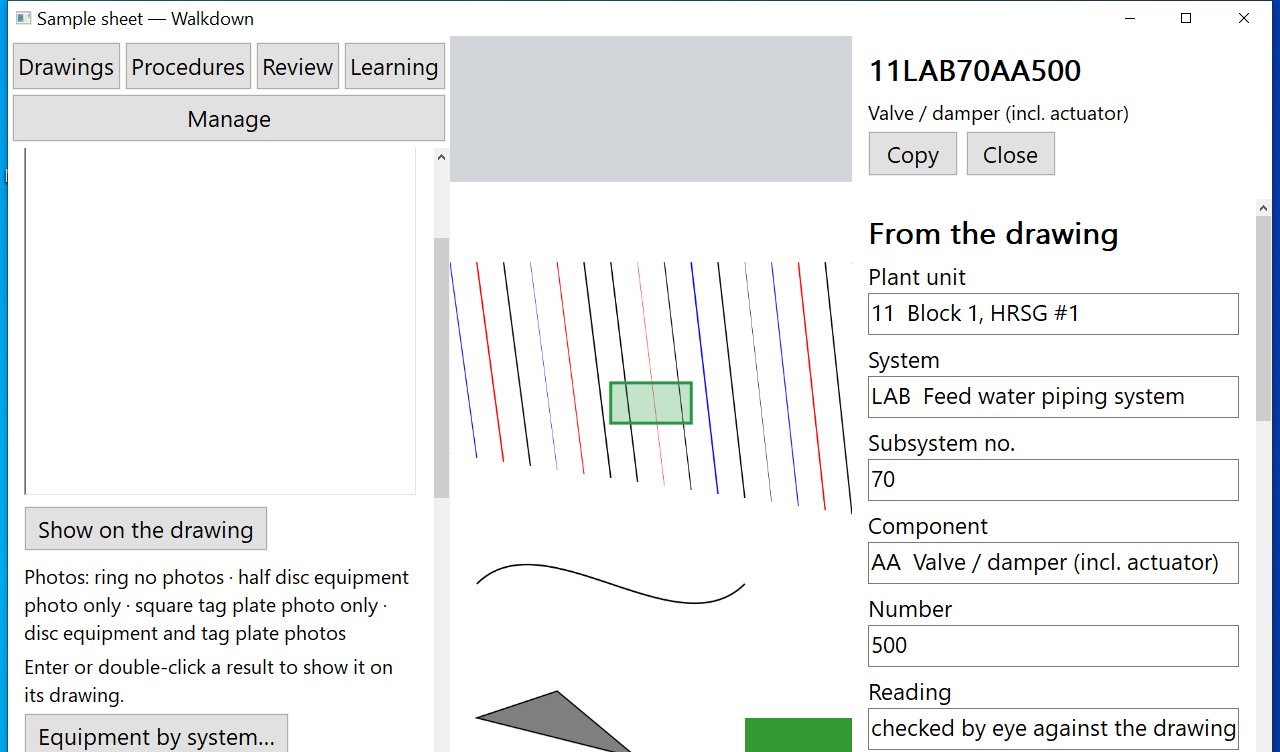 Sample sheet — Walkdown
Drawings
Procedures
Review
Learning
Manage
Show on the drawing
Photos: ring no photos · half disc equipment
photo only · square tag plate photo only ·
disc equipment and tag plate photos
Enter or double-click a result to show it on
its drawing.
Equipment by system...
11LAB70AA500
Valve / damper (incl. actuator)
Copy
Close
From the drawing
Plant unit
11  Block 1, HRSG #1
System
LAB  Feed water piping system
Subsystem no.
70
Component
AA  Valve / damper (incl. actuator)
Number
500
Reading
checked by eye against the drawing